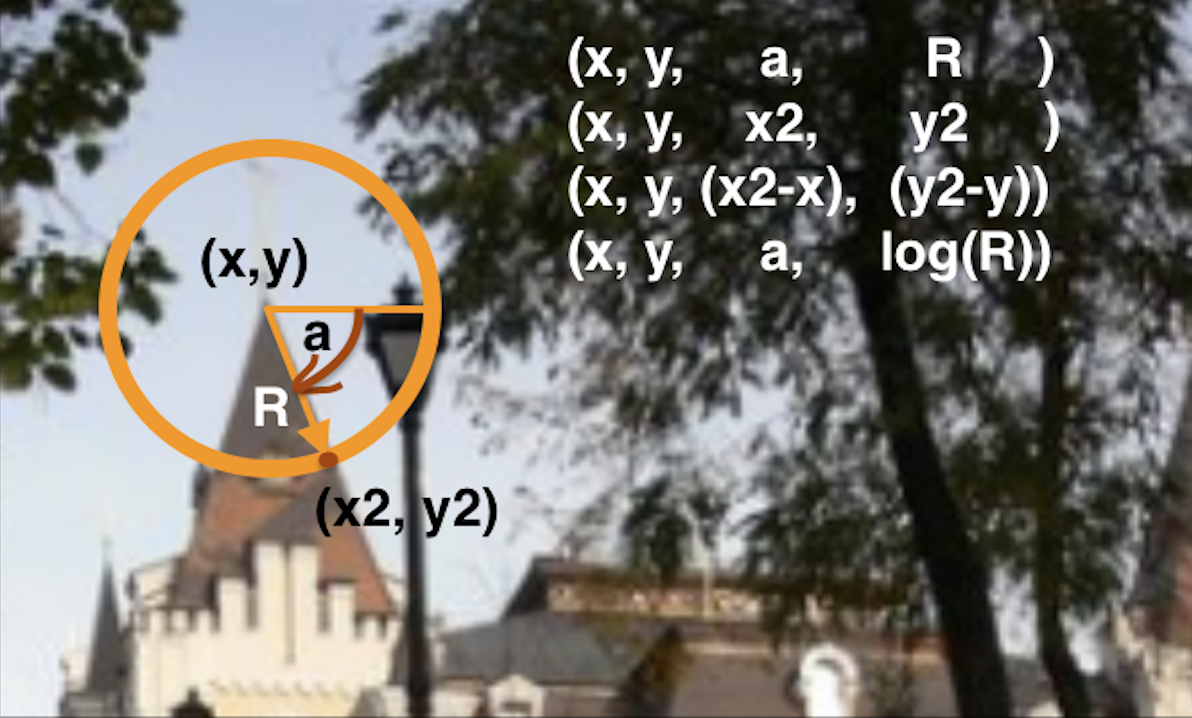 (x, y, a, R )
(x, y, x2, y2 )
(x, y, (x2-x), (y2-y))
(x, y, a, log(R))
(x,y)
a
R
(x2, y2)